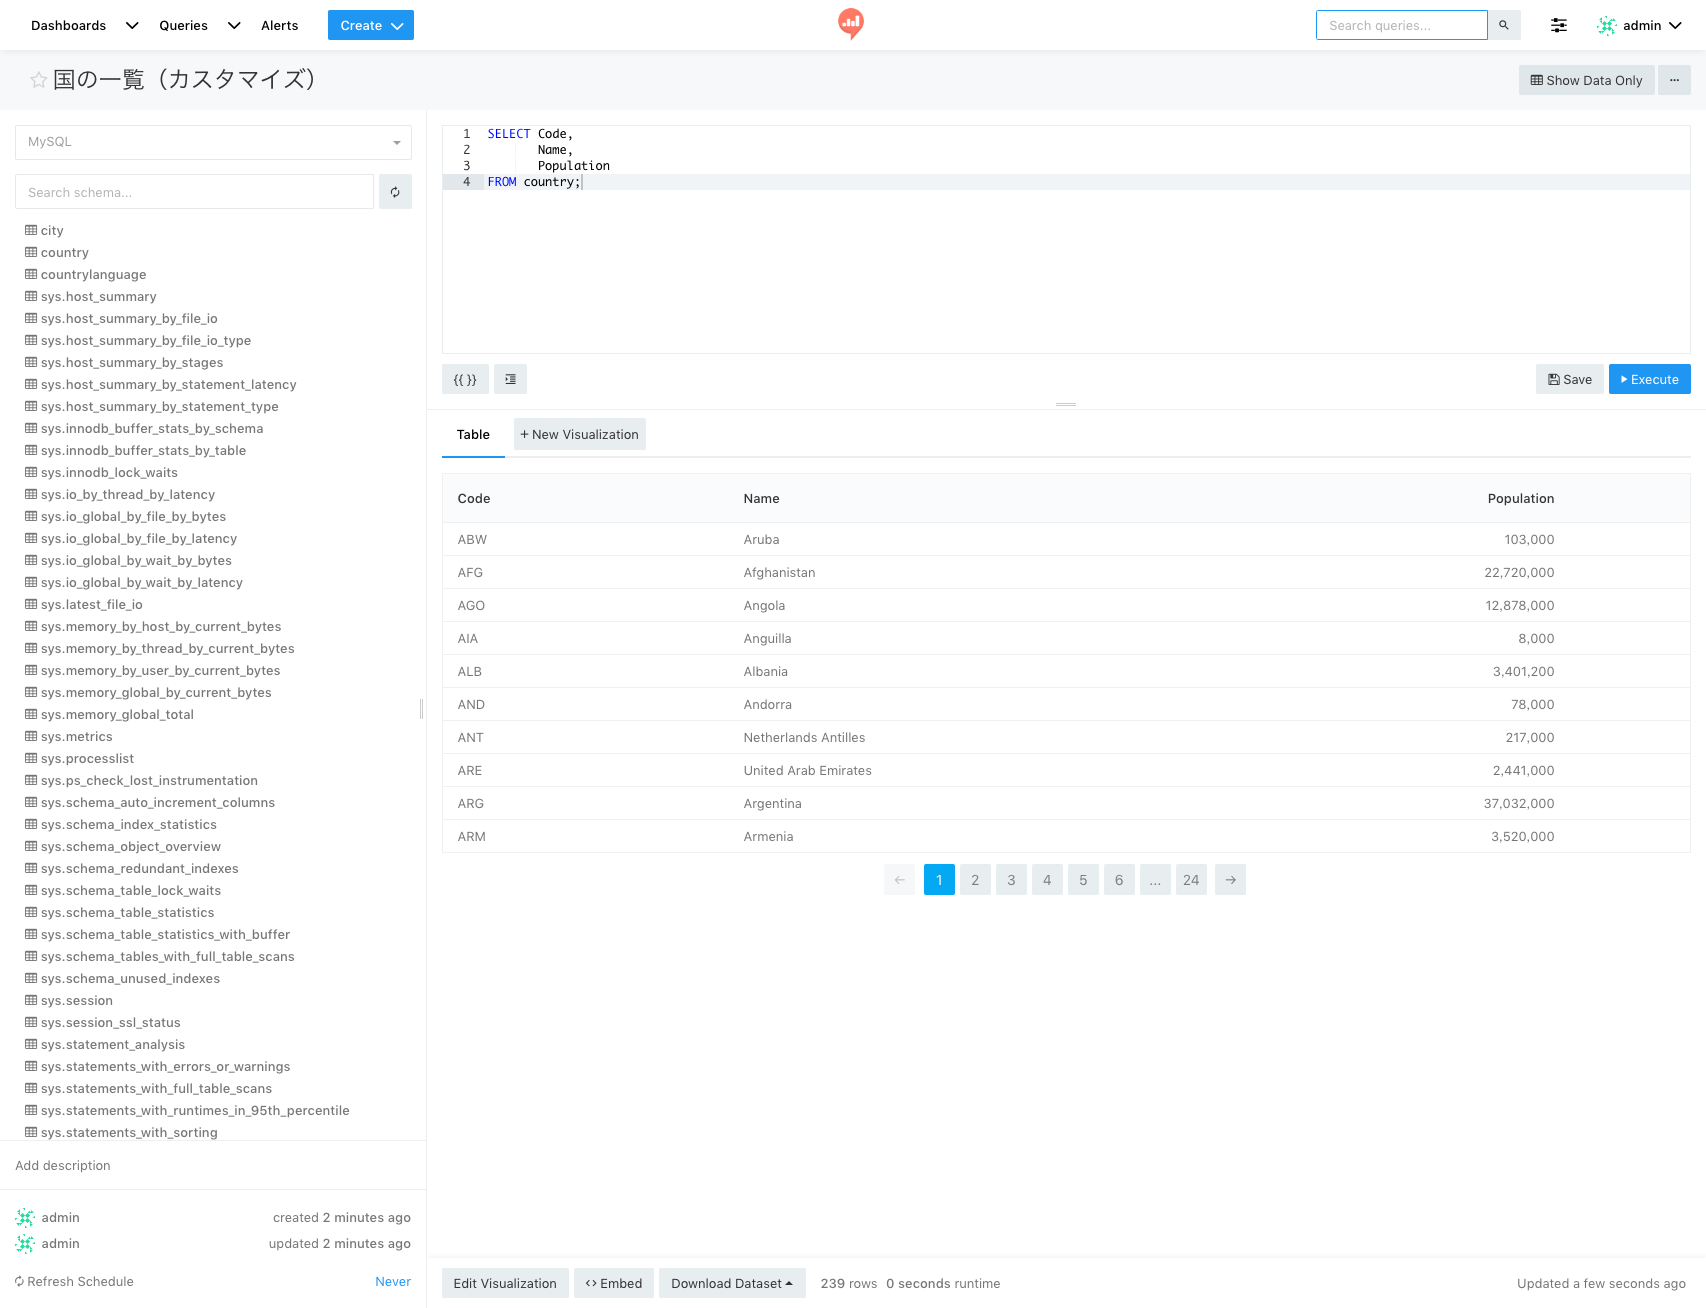 Dashboards Queries Alerts Create Search queries... admin
国の一覧（カスタマイズ） Show Data Only ...
MySQL
Search schema...
city
country
countrylanguage
sys.host_summary
sys.host_summary_by_file_io
sys.host_summary_by_file_io_type
sys.host_summary_by_stages
sys.host_summary_by_statement_latency
sys.host_summary_by_statement_type
sys.innodb_buffer_stats_by_schema
sys.innodb_buffer_stats_by_table
sys.innodb_lock_waits
sys.io_by_thread_by_latency
sys.io_global_by_file_by_bytes
sys.io_global_by_file_by_latency
sys.io_global_by_wait_by_bytes
sys.io_global_by_wait_by_latency
sys.latest_file_io
sys.memory_by_host_by_current_bytes
sys.memory_by_thread_by_current_bytes
sys.memory_by_user_by_current_bytes
sys.memory_global_by_current_bytes
sys.memory_global_total
sys.metrics
sys.processlist
sys.ps_check_lost_instrumentation
sys.schema_auto_increment_columns
sys.schema_index_statistics
sys.schema_object_overview
sys.schema_redundant_indexes
sys.schema_table_lock_waits
sys.schema_table_statistics
sys.schema_table_statistics_with_buffer
sys.schema_tables_with_full_table_scans
sys.schema_unused_indexes
sys.session
sys.session_ssl_status
sys.statement_analysis
sys.statements_with_errors_or_warnings
sys.statements_with_full_table_scans
sys.statements_with_runtimes_in_95th_percentile
sys.statements_with_sorting
Add description
admin created 2 minutes ago
admin updated 2 minutes ago
Refresh Schedule Never
1 SELECT Code,
2 Name,
3 Population
4 FROM country;
{{ }} Save Execute
Table + New Visualization
Code Name Population
ABW Aruba 103,000
AFG Afghanistan 22,720,000
AGO Angola 12,878,000
AIA Anguilla 8,000
ALB Albania 3,401,200
AND Andorra 78,000
ANT Netherlands Antilles 217,000
ARE United Arab Emirates 2,441,000
ARG Argentina 37,032,000
ARM Armenia 3,520,000
← 1 2 3 4 5 6 ... 24 →
Edit Visualization <> Embed Download Dataset 239 rows 0 seconds runtime Updated a few seconds ago